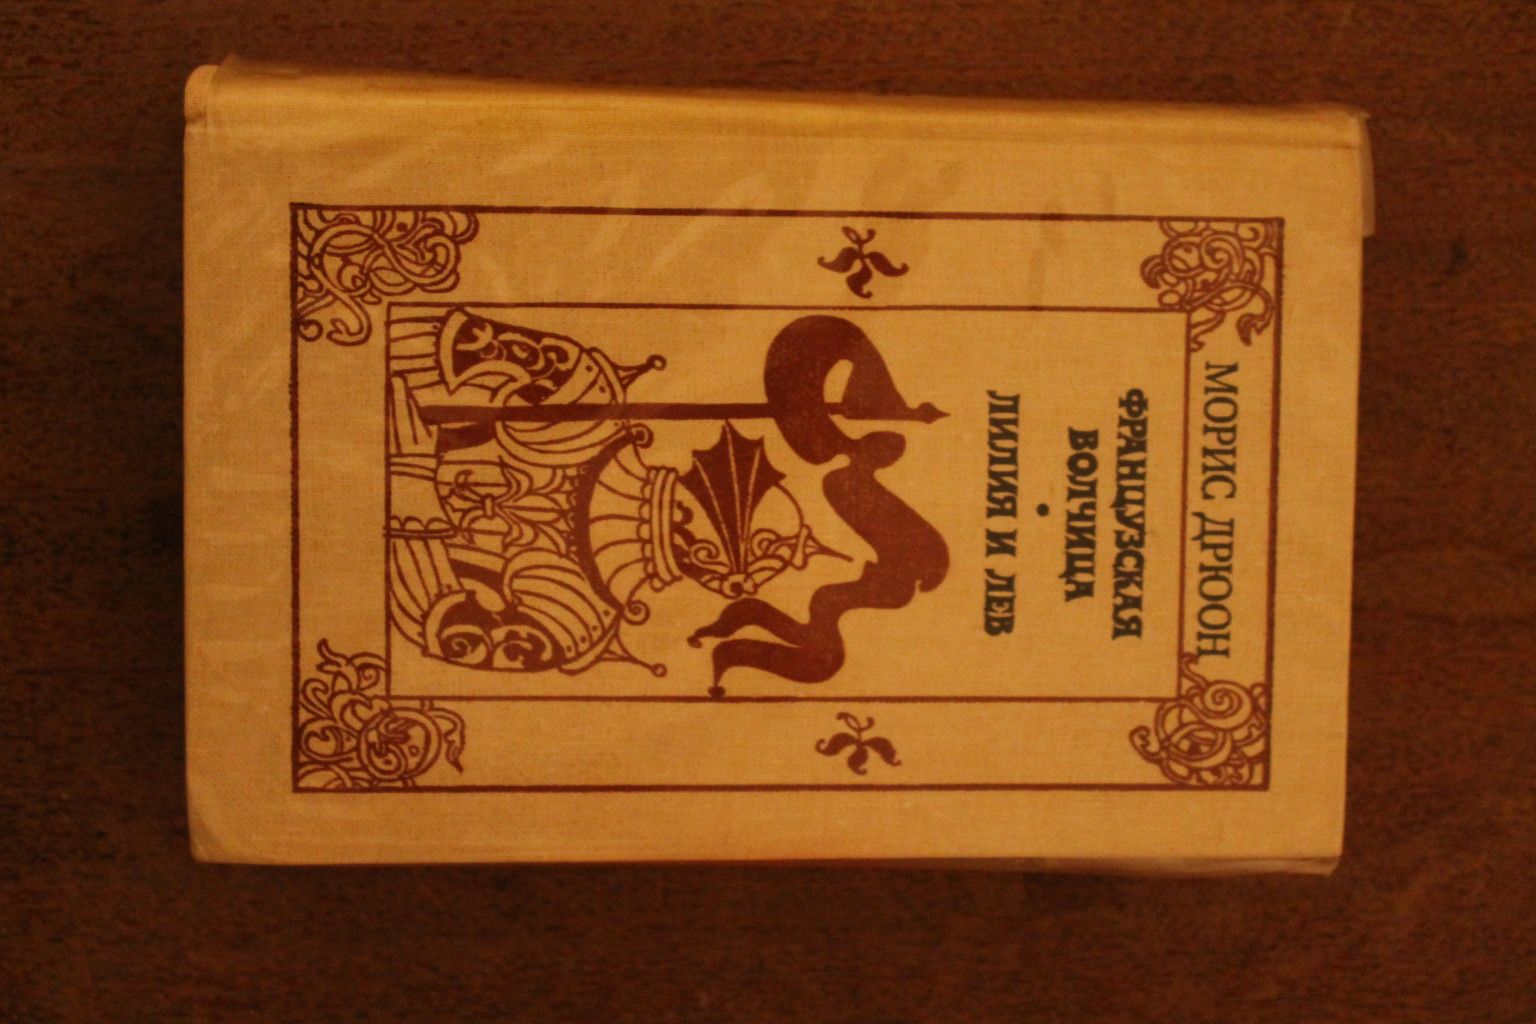 МОРИС ДРЮОН
ФРАНЦУЗСКАЯ
ВОЛЧИЦА
•
ЛИЛИЯ И ЛЕВ